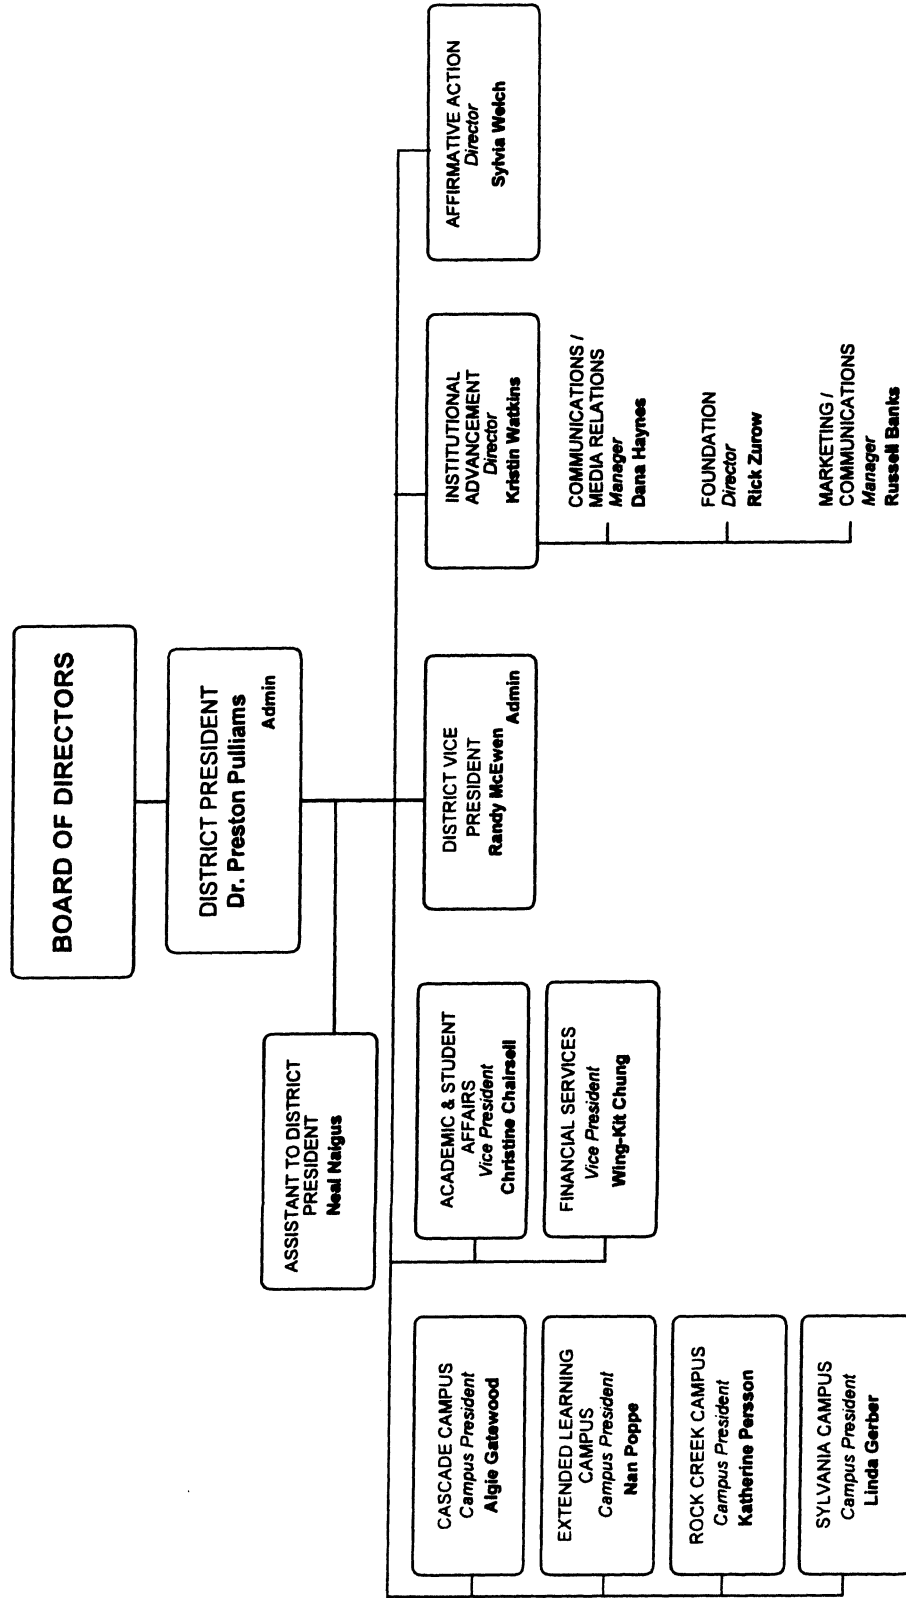 BOARD OF DIRECTORS
DISTRICT PRESIDENT
Dr. Preston Pulliams
Admin
ASSISTANT TO DISTRICT
PRESIDENT
Neal Naigus
CASCADE CAMPUS
Campus President
Algie Gatewood
EXTENDED LEARNING
CAMPUS
Campus President
Nan Poppe
ROCK CREEK CAMPUS
Campus President
Katherine Persson
SYLVANIA CAMPUS
Campus President
Linda Gerber
ACADEMIC & STUDENT
AFFAIRS
Vice President
Christine Chairsell
FINANCIAL SERVICES
Vice President
Wing-Kit Chung
DISTRICT VICE
PRESIDENT
Randy McEwen
Admin
INSTITUTIONAL
ADVANCEMENT
Director
Kristin Watkins
COMMUNICATIONS /
MEDIA RELATIONS
Manager
Dana Haynes
FOUNDATION
Director
Rick Zurow
MARKETING /
COMMUNICATIONS
Manager
Russell Banks
AFFIRMATIVE ACTION
Director
Sylvia Welch